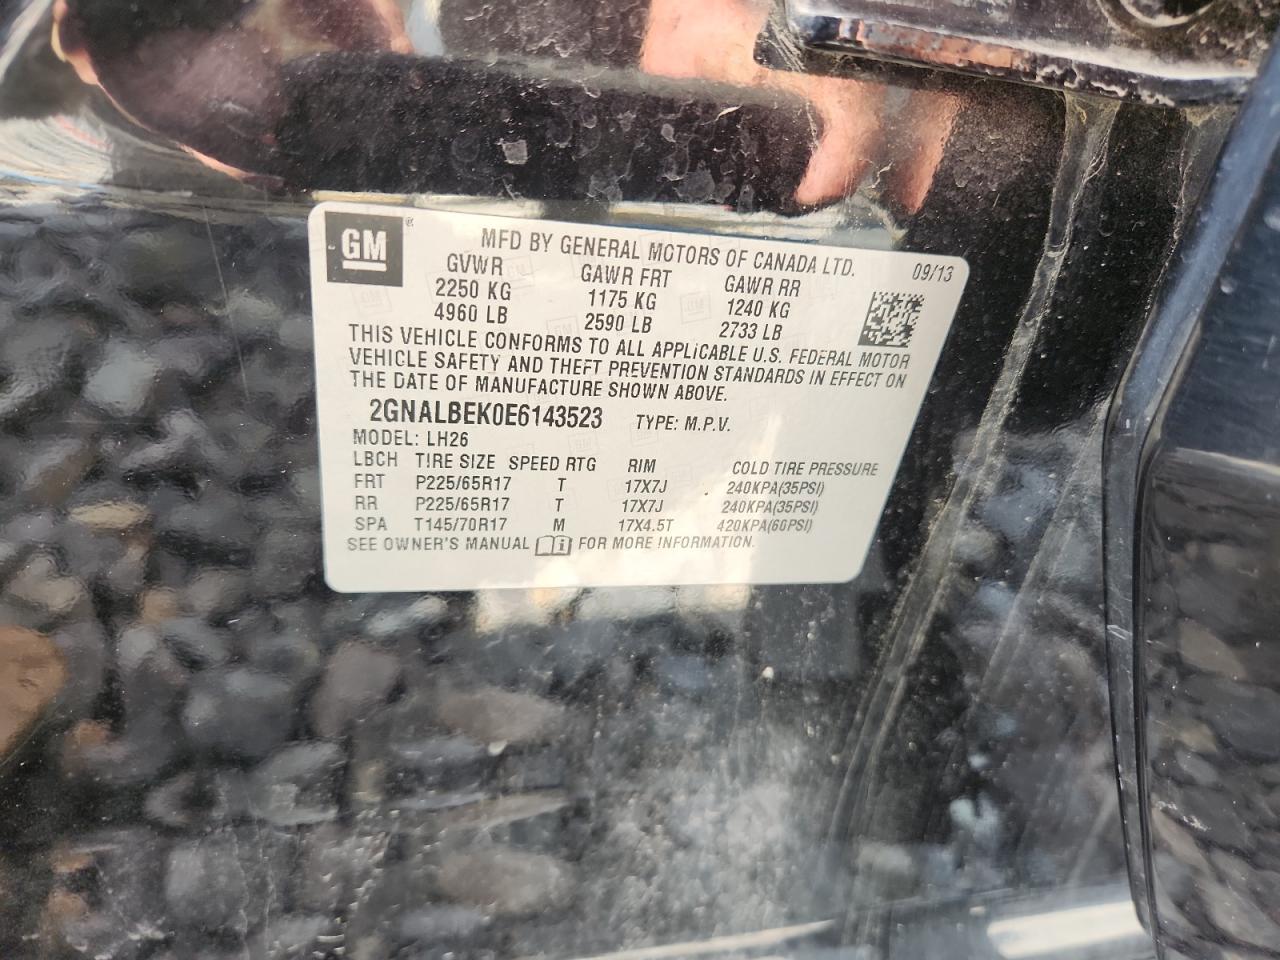 GM ®
MFD BY GENERAL MOTORS OF CANADA LTD. 09/13
GVWR GAWR FRT GAWR RR
2250 KG 1175 KG 1240 KG
4960 LB 2590 LB 2733 LB
THIS VEHICLE CONFORMS TO ALL APPLICABLE U.S. FEDERAL MOTOR
VEHICLE SAFETY AND THEFT PREVENTION STANDARDS IN EFFECT ON
THE DATE OF MANUFACTURE SHOWN ABOVE.
2GNALBEK0E6143523 TYPE: M.P.V.
MODEL: LH26
LBCH TIRE SIZE SPEED RTG RIM COLD TIRE PRESSURE
FRT P225/65R17 T 17X7J 240KPA(35PSI)
RR P225/65R17 T 17X7J 240KPA(35PSI)
SPA T145/70R17 M 17X4.5T 420KPA(60PSI)
SEE OWNER'S MANUAL i FOR MORE INFORMATION.